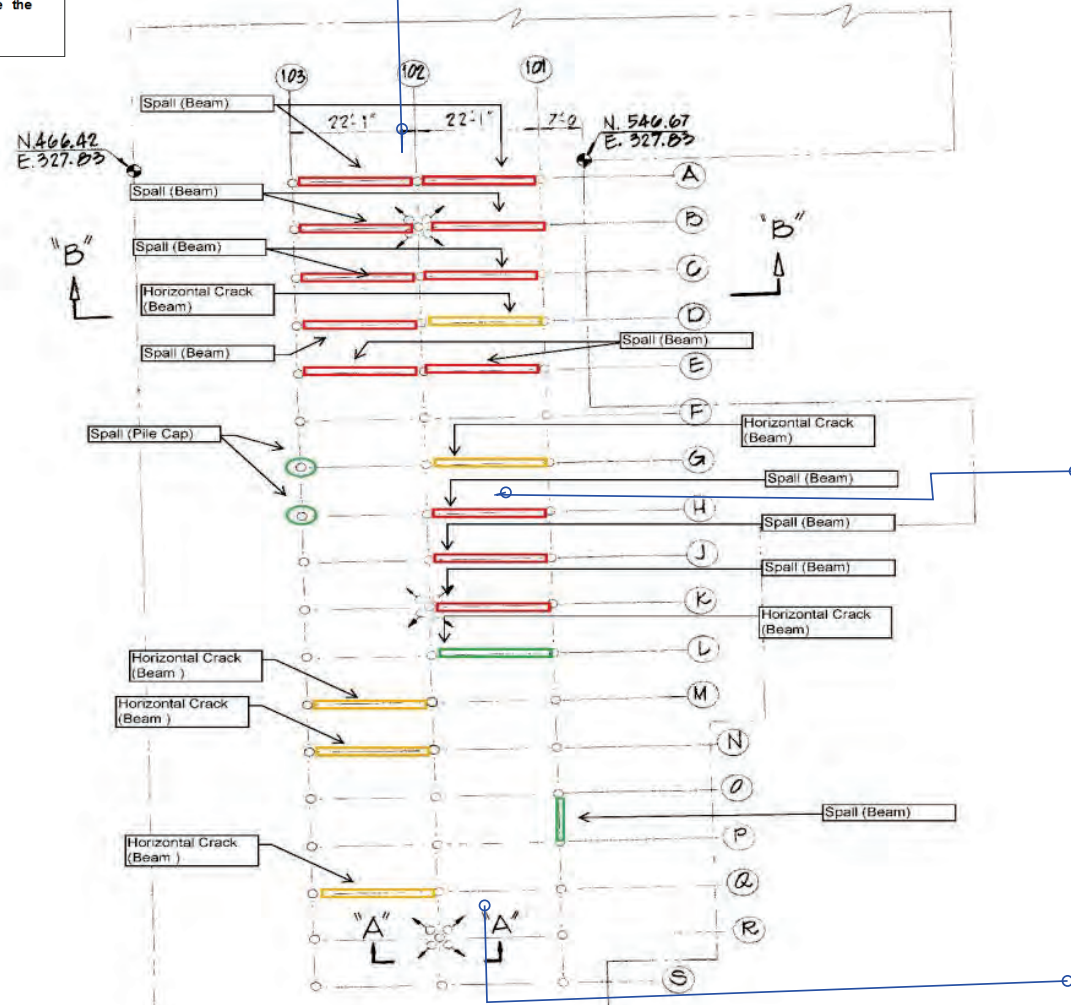 the
103
102
101
Spall (Beam)
22'-1"
22'-1"
7'-0
N.466.42
E.327.83
N. 546.67
E. 327.83
A
Spall (Beam)
B
"B"
"B"
Spall (Beam)
C
Horizontal Crack
(Beam)
D
Spall (Beam)
Spall (Beam)
E
F
Spall (Pile Cap)
Horizontal Crack
(Beam)
G
Spall (Beam)
H
Spall (Beam)
J
Spall (Beam)
K
Horizontal Crack
(Beam)
L
Horizontal Crack
(Beam )
M
Horizontal Crack
(Beam )
N
O
Spall (Beam)
P
Horizontal Crack
(Beam )
Q
"A"
"A"
R
S